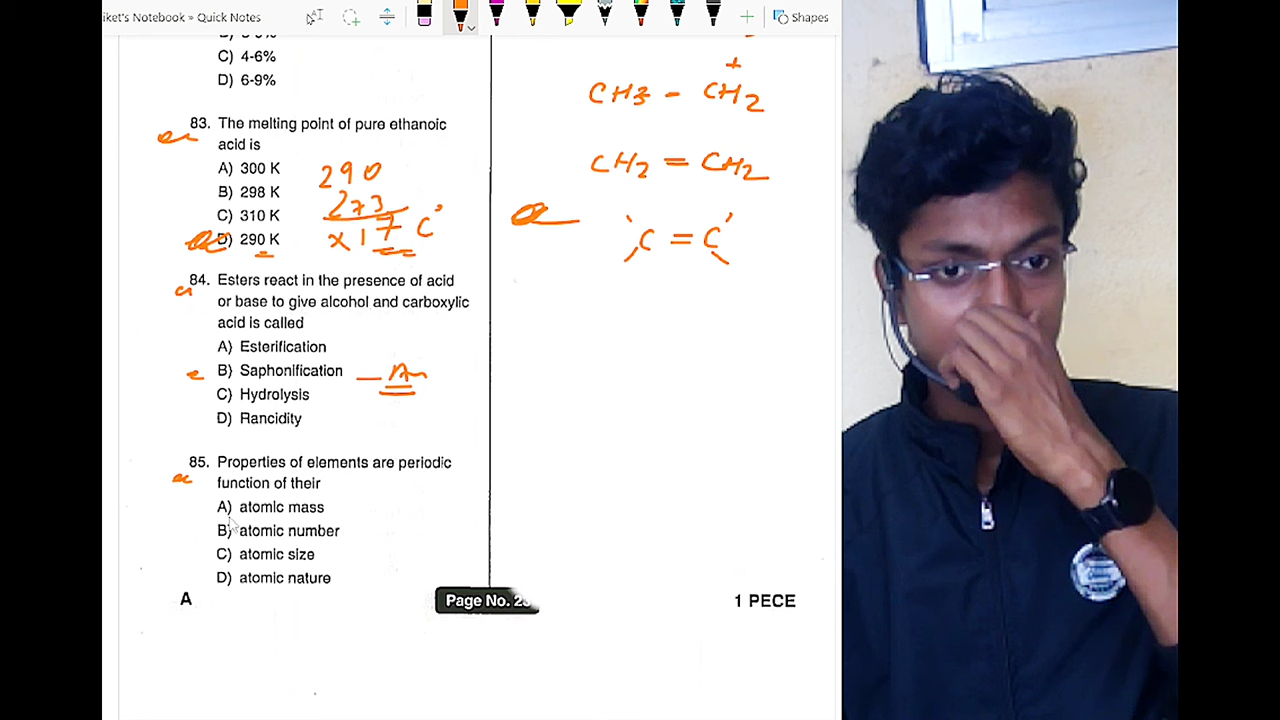 iket's Notebook » Quick Notes
Shapes
C) 4-6%
D) 6-9%
83. The melting point of pure ethanoic
acid is
A) 300 K
B) 298 K
C) 310 K
D) 290 K
290
273
17 C°
84. Esters react in the presence of acid
or base to give alcohol and carboxylic
acid is called
A) Esterification
B) Saphonification
C) Hydrolysis
D) Rancidity
85. Properties of elements are periodic
function of their
A) atomic mass
B) atomic number
C) atomic size
D) atomic nature
A
Page No. 2
1 PECE
+
CH3 - CH2
CH2 = CH2
C = C